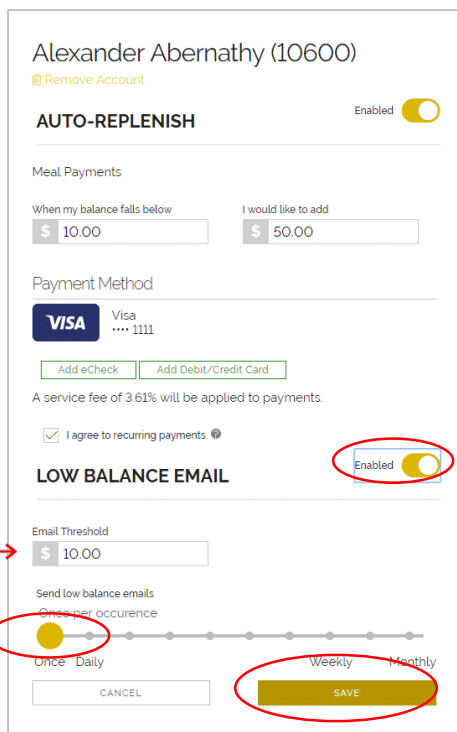 Alexander Abernathy (10600)
Remove Account
AUTO-REPLENISH
Enabled
Meal Payments
When my balance falls below
I would like to add
$ 10.00
$ 50.00
Payment Method
VISA
Visa
•••• 1111
Add eCheck
Add Debit/Credit Card
A service fee of 3.61% will be applied to payments.
I agree to recurring payments. ?
LOW BALANCE EMAIL
Enabled
Email Threshold
$ 10.00
Send low balance emails
Once per occurence
Once Daily Weekly Monthly
CANCEL
SAVE